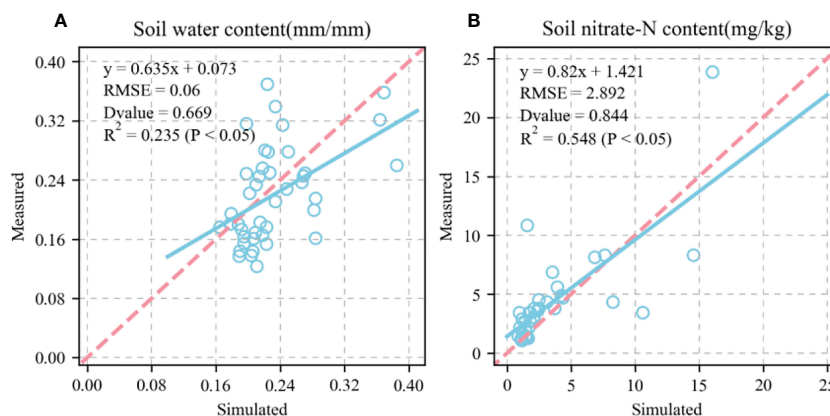 A
Soil water content(mm/mm)
y = 0.635x + 0.073
RMSE = 0.06
Dvalue = 0.669
R² = 0.235 (P < 0.05)
0.40
0.32
0.24
0.16
0.08
0.00
Measured
0.00 0.08 0.16 0.24 0.32 0.40
Simulated
B
Soil nitrate-N content(mg/kg)
y = 0.82x + 1.421
RMSE = 2.892
Dvalue = 0.844
R² = 0.548 (P < 0.05)
25
20
15
10
5
0
Measured
0 5 10 15 20 25
Simulated